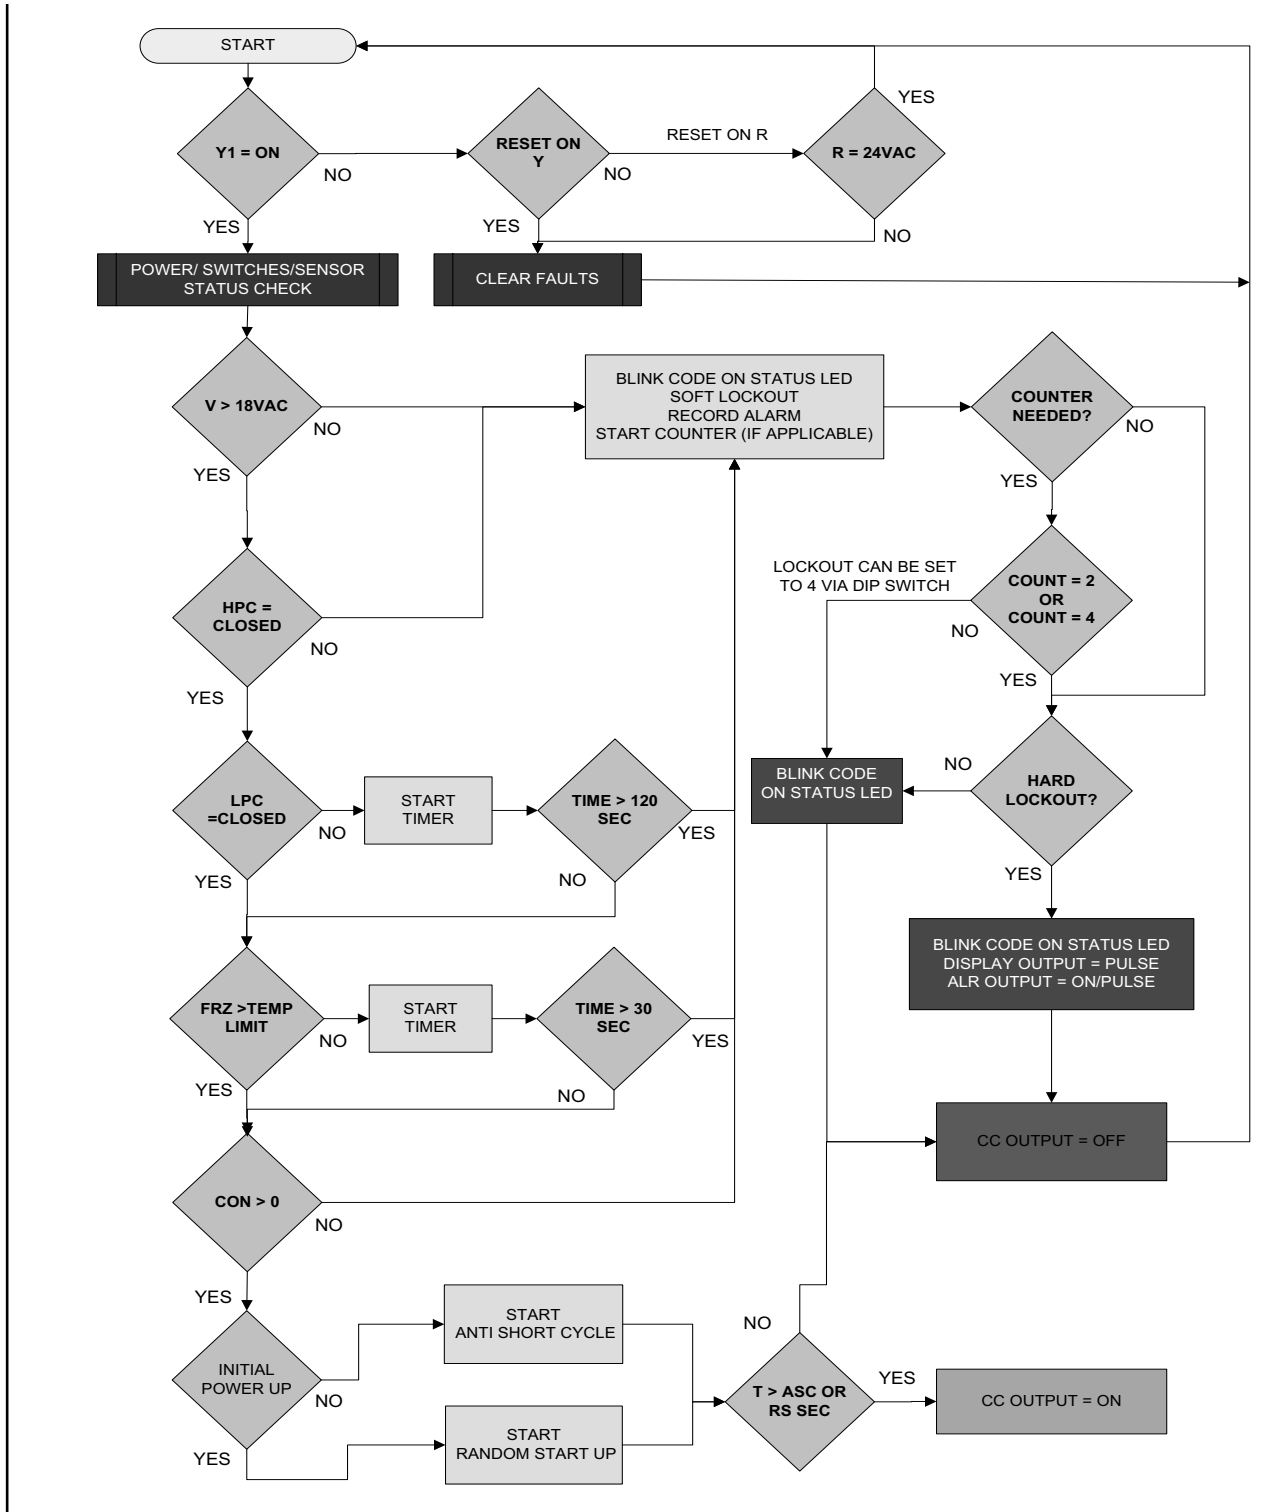 START
YES
Y1 = ON
NO
RESET ON
Y
NO
RESET ON R
R = 24VAC
YES
YES
NO
POWER/ SWITCHES/SENSOR
STATUS CHECK
CLEAR FAULTS
V > 18VAC
NO
YES
BLINK CODE ON STATUS LED
SOFT LOCKOUT
RECORD ALARM
START COUNTER (IF APPLICABLE)
COUNTER
NEEDED?
NO
YES
LOCKOUT CAN BE SET
TO 4 VIA DIP SWITCH
COUNT = 2
OR
COUNT = 4
NO
YES
HPC =
CLOSED
NO
YES
BLINK CODE
ON STATUS LED
NO
HARD
LOCKOUT?
YES
LPC
=CLOSED
NO
START
TIMER
TIME > 120
SEC
YES
YES
NO
BLINK CODE ON STATUS LED
DISPLAY OUTPUT = PULSE
ALR OUTPUT = ON/PULSE
FRZ >TEMP
LIMIT
NO
START
TIMER
TIME > 30
SEC
YES
YES
NO
CC OUTPUT = OFF
CON > 0
NO
YES
INITIAL
POWER UP
NO
YES
START
ANTI SHORT CYCLE
START
RANDOM START UP
NO
T > ASC OR
RS SEC
YES
CC OUTPUT = ON